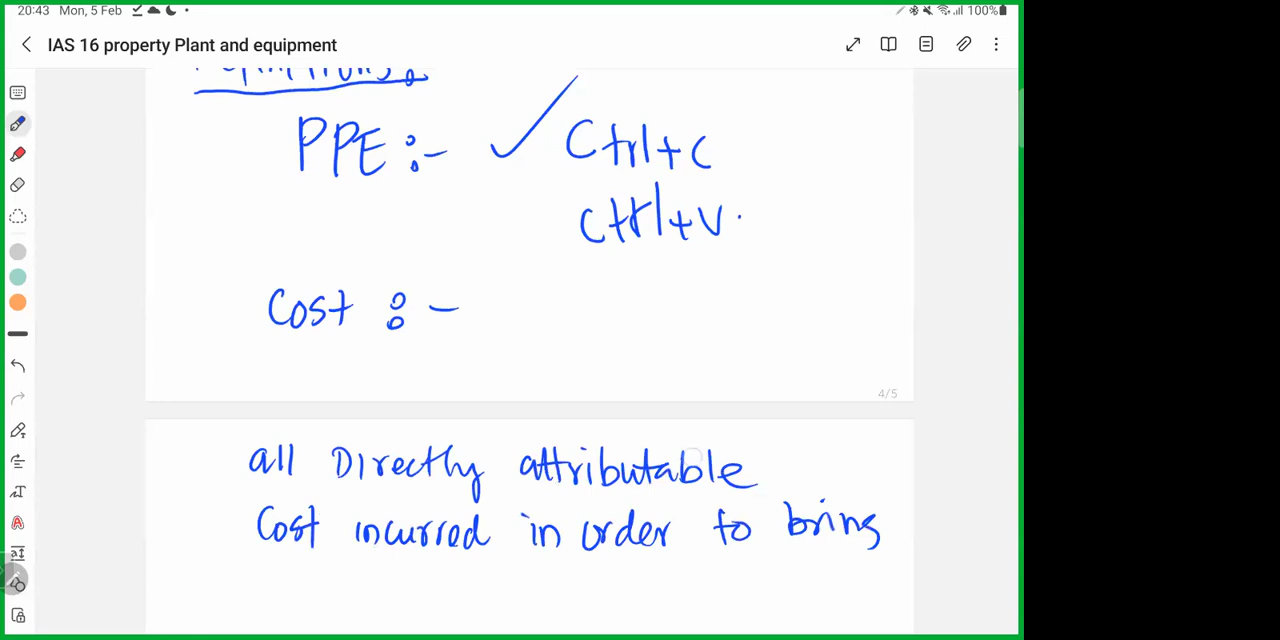 20:43 Mon, 5 Feb
100%
IAS 16 property Plant and equipment
Definitions:
PPE :- ✓ Ctrl+C
Ctrl+V.
Cost :-
4/5
all Directly attributable
Cost incurred in order to bring